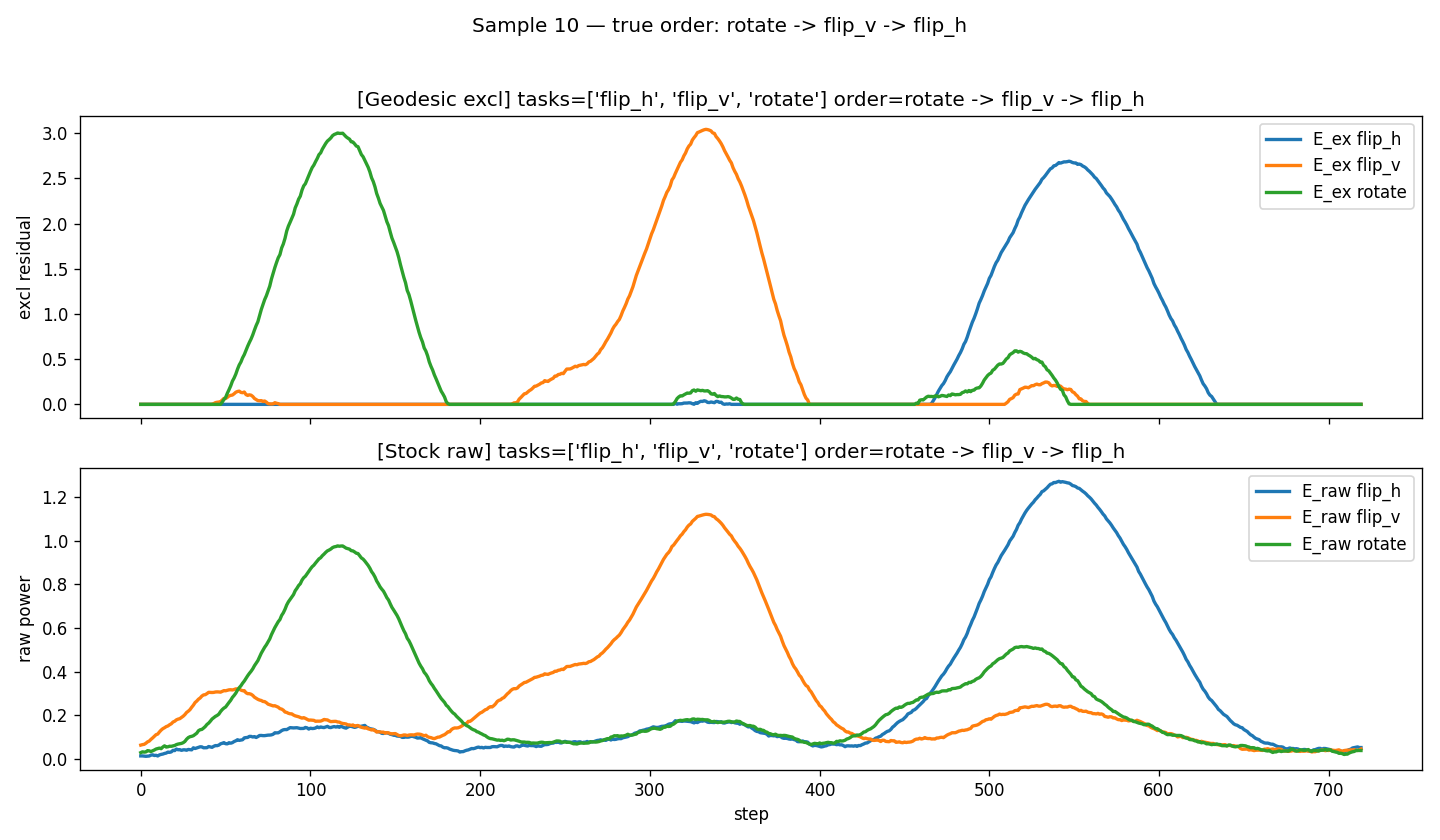 Sample 10 — true order: rotate -> flip_v -> flip_h
[Geodesic excl] tasks=['flip_h', 'flip_v', 'rotate'] order=rotate -> flip_v -> flip_h
excl residual
3.0
2.5
2.0
1.5
1.0
0.5
0.0
E_ex flip_h
E_ex flip_v
E_ex rotate
[Stock raw] tasks=['flip_h', 'flip_v', 'rotate'] order=rotate -> flip_v -> flip_h
raw power
1.2
1.0
0.8
0.6
0.4
0.2
0.0
E_raw flip_h
E_raw flip_v
E_raw rotate
0 100 200 300 400 500 600 700
step